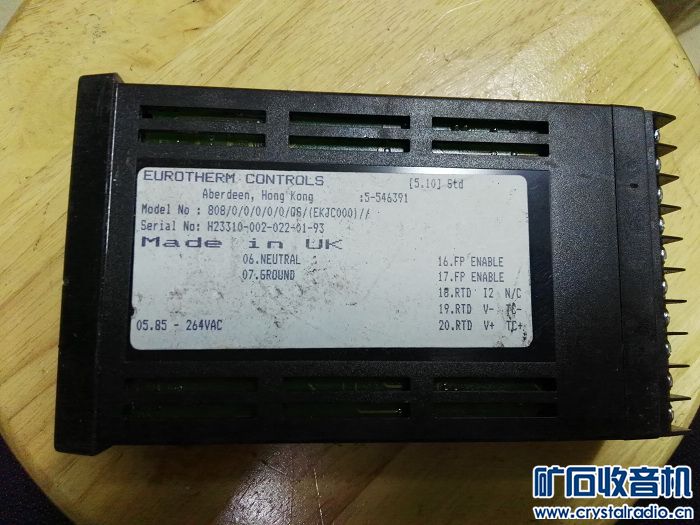 EUROTHERM CONTROLS [5.10] Std
Aberdeen, Hong Kong :5-546391
Model No : 808/0/0/0/0/0/QS/(EKJC000)//
Serial No: H23310-002-022-01-93
Made in UK
06.NEUTRAL 16.FP ENABLE
07.GROUND 17.FP ENABLE
18.RTD I2 N/C
19.RTD V- TC-
05.85 - 264VAC 20.RTD V+ TC+
矿石收音机
www.crystalradio.cn